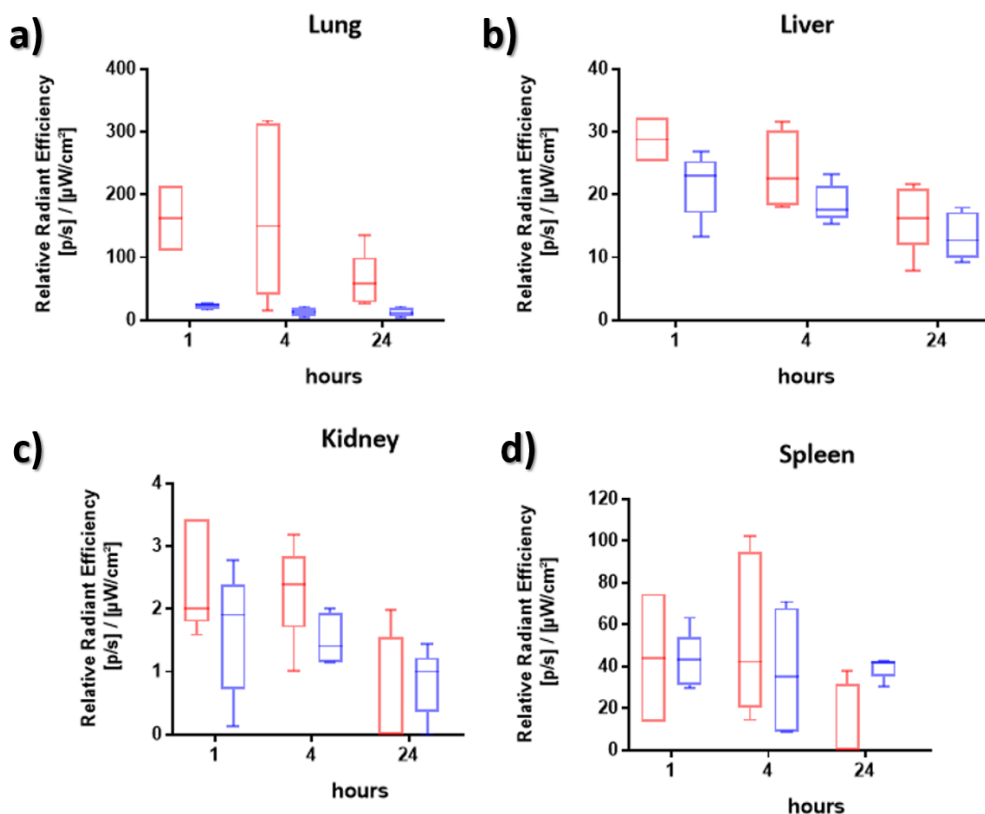 a)
Lung
Relative Radiant Efficiency
[p/s] / [µW/cm²]
400
300
200
100
0
1 4 24
hours
b)
Liver
Relative Radiant Efficiency
[p/s] / [µW/cm²]
40
30
20
10
0
1 4 24
hours
c)
Kidney
Relative Radiant Efficiency
[p/s] / [µW/cm²]
4
3
2
1
0
1 4 24
hours
d)
Spleen
Relative Radiant Efficiency
[p/s] / [µW/cm²]
120
100
80
60
40
20
0
1 4 24
hours